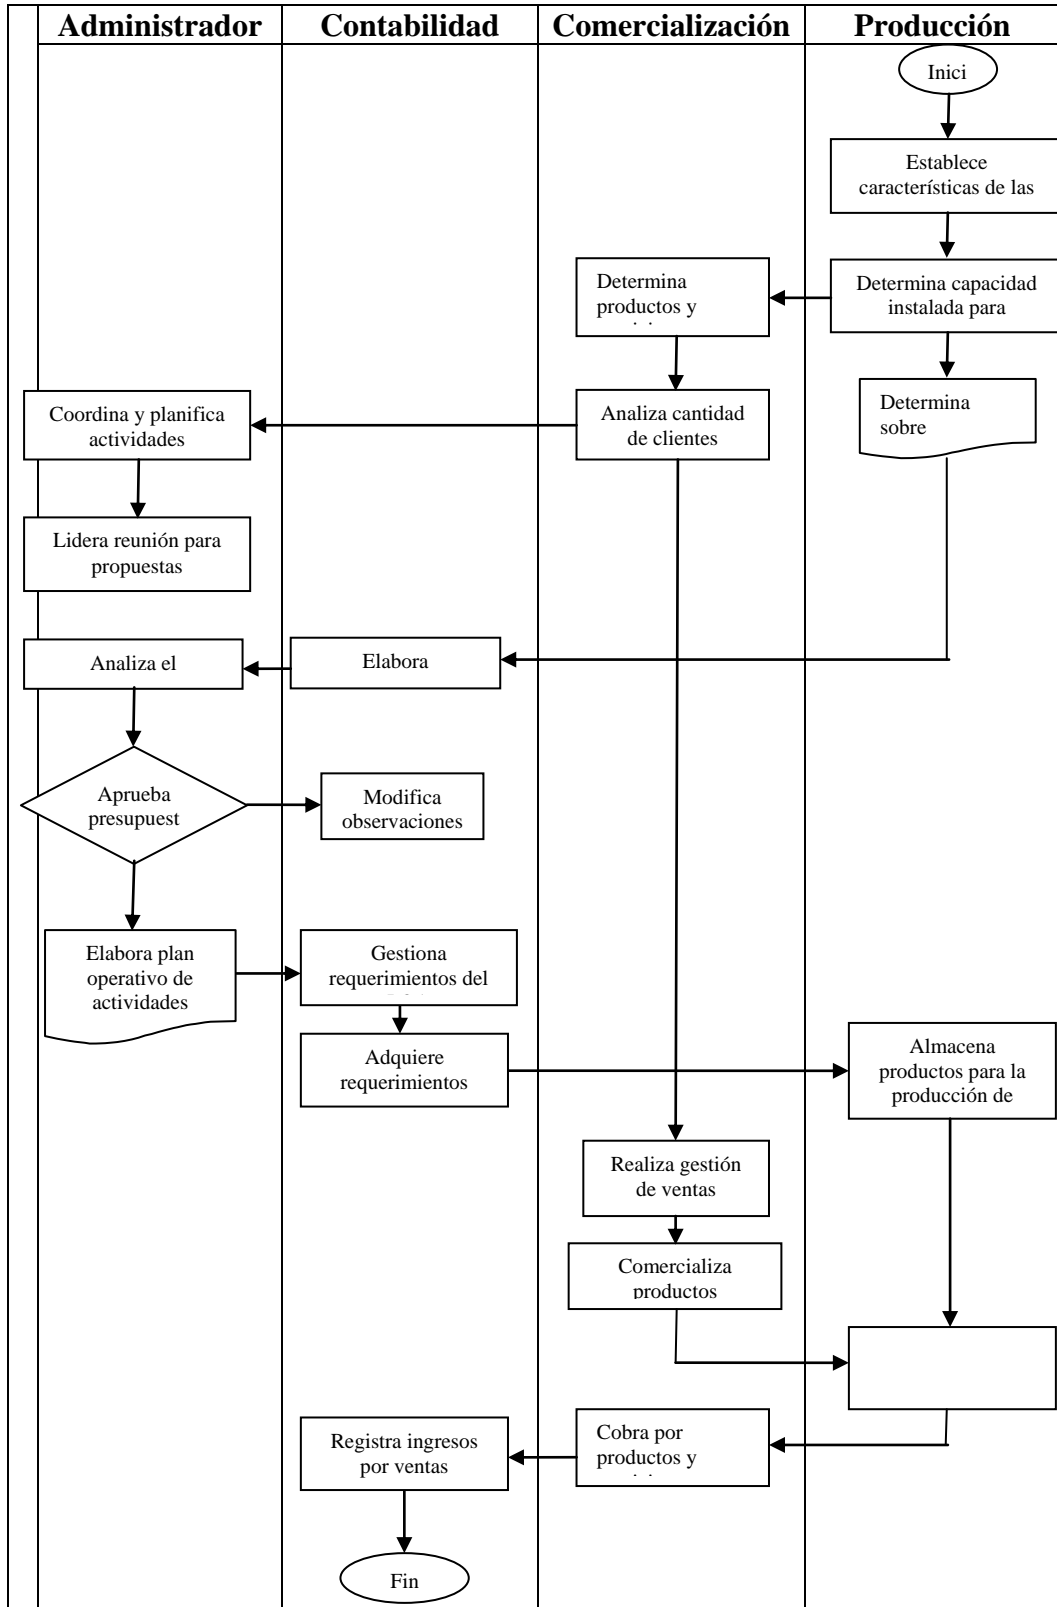 Administrador
Contabilidad
Comercialización
Producción
Inici
Establece
características de las
Determina
productos y
Determina capacidad
instalada para
Coordina y planifica
actividades
Analiza cantidad
de clientes
Determina
sobre
Lidera reunión para
propuestas
Analiza el
Elabora
Aprueba
presupuest
Modifica
observaciones
Elabora plan
operativo de
actividades
Gestiona
requerimientos del
Adquiere
requerimientos
Almacena
productos para la
producción de
Realiza gestión
de ventas
Comercializa
productos
Registra ingresos
por ventas
Cobra por
productos y
Fin